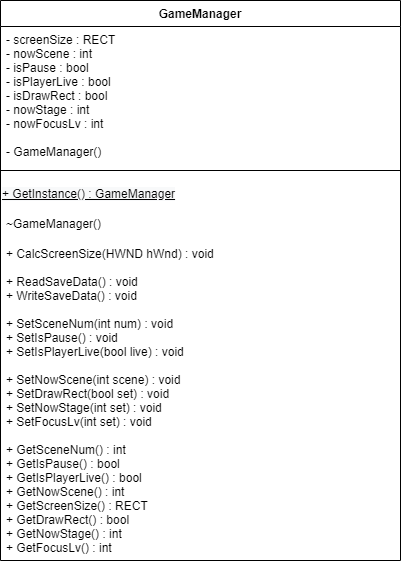 GameManager
- screenSize : RECT
- nowScene : int
- isPause : bool
- isPlayerLive : bool
- isDrawRect : bool
- nowStage : int
- nowFocusLv : int
- GameManager()
+ GetInstance() : GameManager
~GameManager()
+ CalcScreenSize(HWND hWnd) : void
+ ReadSaveData() : void
+ WriteSaveData() : void
+ SetSceneNum(int num) : void
+ SetIsPause() : void
+ SetIsPlayerLive(bool live) : void
+ SetNowScene(int scene) : void
+ SetDrawRect(bool set) : void
+ SetNowStage(int set) : void
+ SetFocusLv(int set) : void
+ GetSceneNum() : int
+ GetIsPause() : bool
+ GetIsPlayerLive() : bool
+ GetNowScene() : int
+ GetScreenSize() : RECT
+ GetDrawRect() : bool
+ GetNowStage() : int
+ GetFocusLv() : int